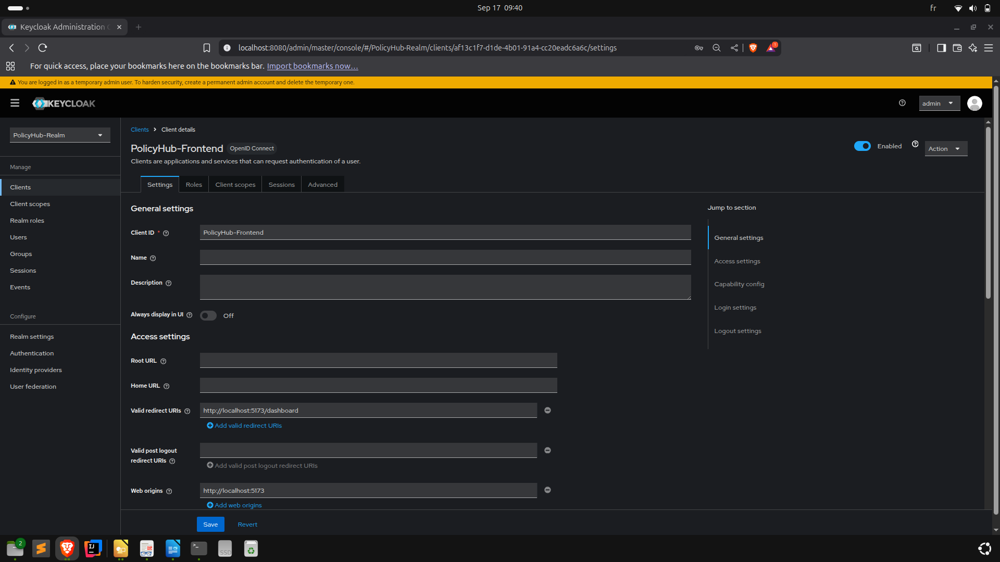 Sep 17 09:40
fr
Keycloak Administration
localhost:8080/admin/master/console/#/PolicyHub-Realm/clients/af13c1f7-d1de-4b01-91a4-cc20eadc6a6c/settings
1
For quick access, place your bookmarks here on the bookmarks bar. Import bookmarks now...
You are logged in as a temporary admin user. To harden security, create a permanent admin account and delete the temporary one.
KEYCLOAK
admin
PolicyHub-Realm
Manage
Clients
Client scopes
Realm roles
Users
Groups
Sessions
Events
Configure
Realm settings
Authentication
Identity providers
User federation
Clients > Client details
PolicyHub-Frontend OpenID Connect
Enabled
Action
Clients are applications and services that can request authentication of a user.
Settings Roles Client scopes Sessions Advanced
General settings
Client ID * PolicyHub-Frontend
Name
Description
Always display in UI Off
Access settings
Root URL
Home URL
Valid redirect URIs http://localhost:5173/dashboard
Add valid redirect URIs
Valid post logout
redirect URIs
Add valid post logout redirect URIs
Web origins http://localhost:5173
Add web origins
Save Revert
Jump to section
General settings
Access settings
Capability config
Login settings
Logout settings
2
IJ
SSD